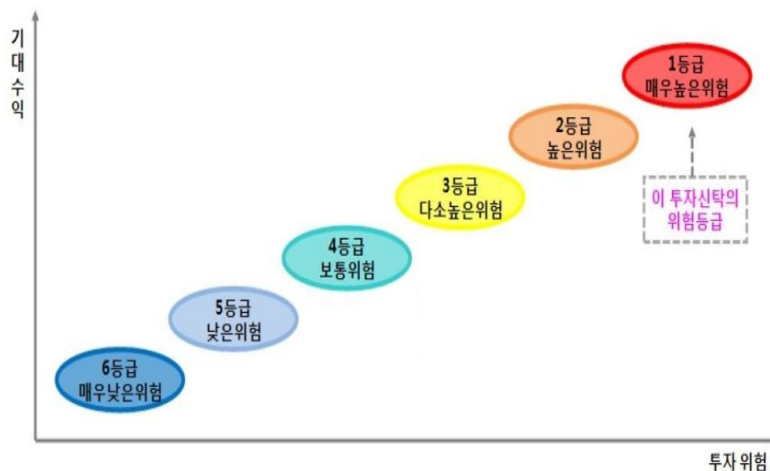 기대수익
1등급
매우높은위험
2등급
높은위험
이 투자신탁의
위험등급
3등급
다소높은위험
4등급
보통위험
5등급
낮은위험
6등급
매우낮은위험
투자 위험